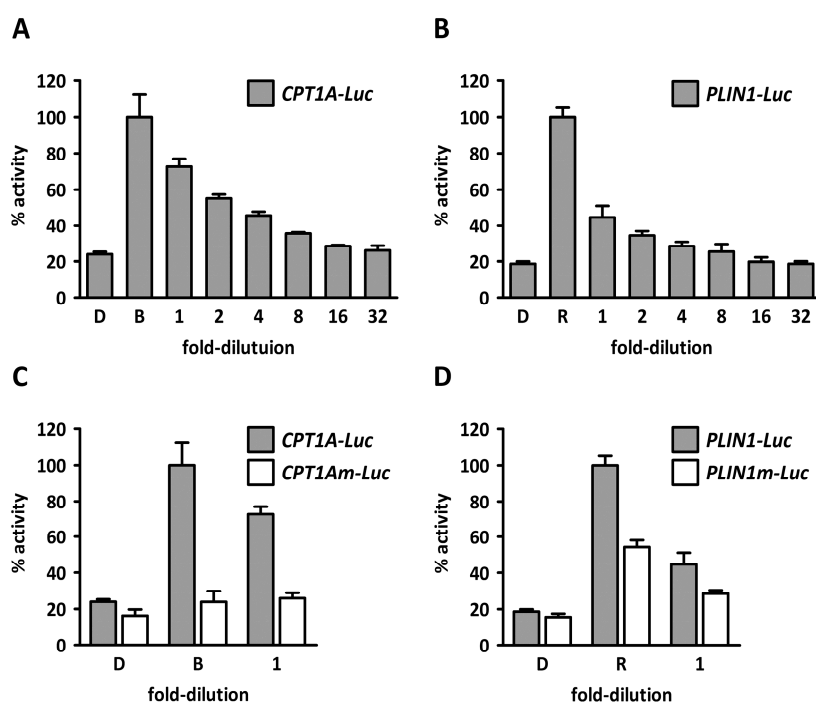 A
% activity
120
100
80
60
40
20
0
CPT1A-Luc
D B 1 2 4 8 16 32
fold-dilutuion
B
% activity
120
100
80
60
40
20
0
PLIN1-Luc
D R 1 2 4 8 16 32
fold-dilution
C
% activity
120
100
80
60
40
20
0
CPT1A-Luc
CPT1Am-Luc
D B 1
fold-dilution
D
% activity
120
100
80
60
40
20
0
PLIN1-Luc
PLIN1m-Luc
D R 1
fold-dilution